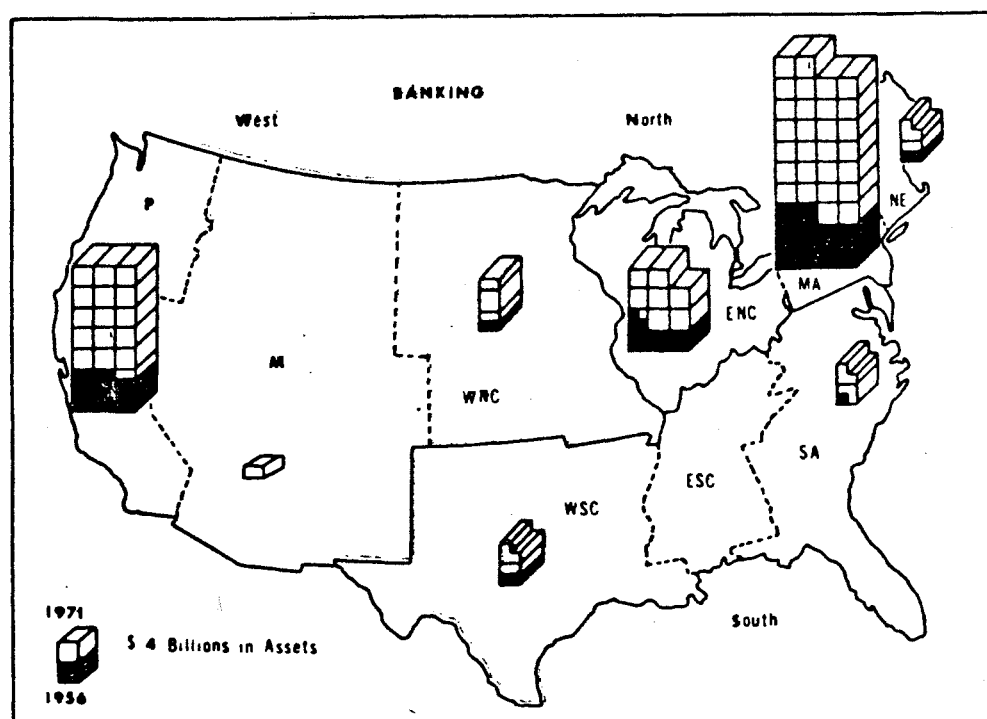 BANKING
West
North
P
NE
MA
ENC
M
WNC
SA
ESC
WSC
South
1971
$ 4 Billions in Assets
1956